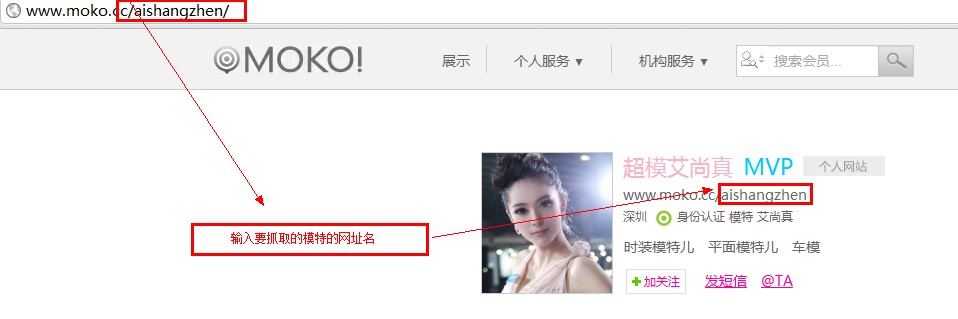 www.moko.cc/aishangzhen/
MOKO!
展示 个人服务 ▼ 机构服务 ▼ 搜索会员...
超模艾尚真 MVP 个人网站
www.moko.cc/aishangzhen
深圳 身份认证 模特 艾尚真
输入要抓取的模特的网址名
时装模特儿 平面模特儿 车模
加关注 发短信 @TA